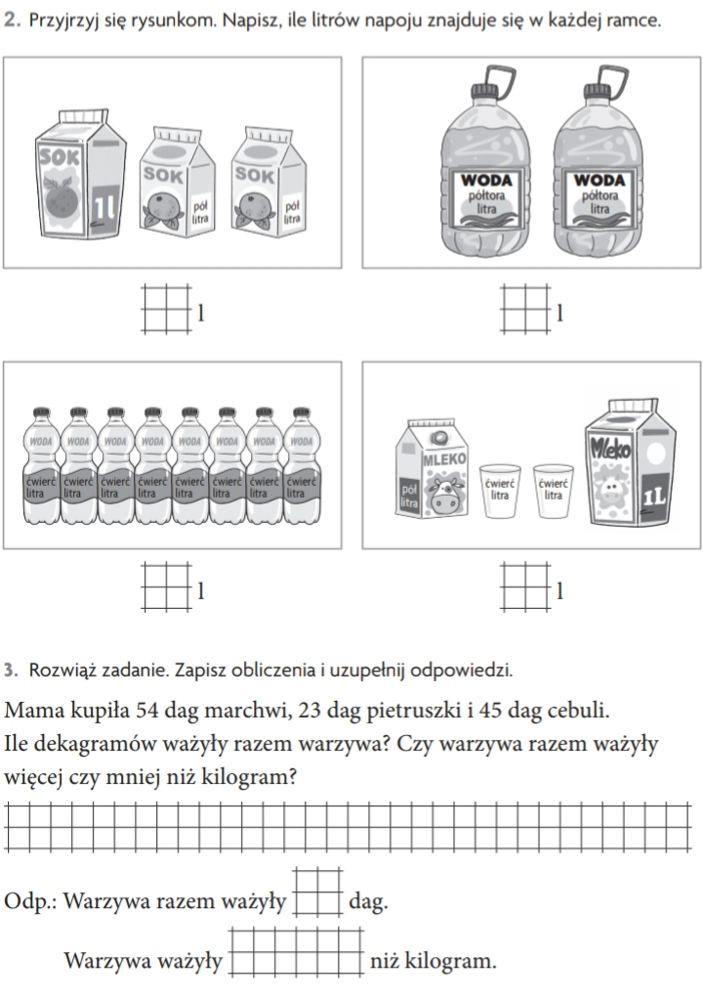 2. Przyjrzyj się rysunkom. Napisz, ile litrów napoju znajduje się w każdej ramce.
SOK
1l
SOK
pół
litra
SOK
pół
litra
WODA
półtora
litra
WODA
półtora
litra
l
l
WODA WODA WODA WODA WODA WODA WODA WODA
ćwierć ćwierć ćwierć ćwierć ćwierć ćwierć ćwierć ćwierć
litra litra litra litra litra litra litra litra
MLEKO
pół
litra
ćwierć
litra
ćwierć
litra
Mleko
1L
l
l
3. Rozwiąż zadanie. Zapisz obliczenia i uzupełnij odpowiedzi.
Mama kupiła 54 dag marchwi, 23 dag pietruszki i 45 dag cebuli.
Ile dekagramów ważyły razem warzywa? Czy warzywa razem ważyły
więcej czy mniej niż kilogram?
Odp.: Warzywa razem ważyły dag.
Warzywa ważyły niż kilogram.